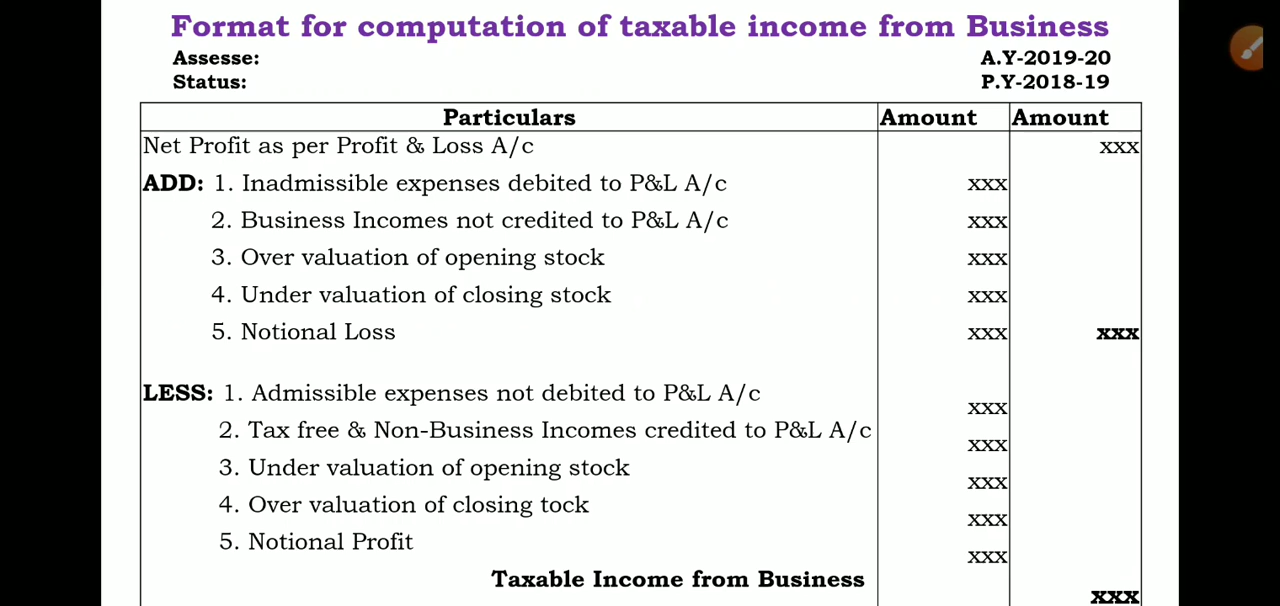 Format for computation of taxable income from Business
Assesse: A.Y-2019-20
Status: P.Y-2018-19
Particulars Amount Amount
Net Profit as per Profit & Loss A/c xxx
ADD: 1. Inadmissible expenses debited to P&L A/c xxx
2. Business Incomes not credited to P&L A/c xxx
3. Over valuation of opening stock xxx
4. Under valuation of closing stock xxx
5. Notional Loss xxx xxx
LESS: 1. Admissible expenses not debited to P&L A/c xxx
2. Tax free & Non-Business Incomes credited to P&L A/c xxx
3. Under valuation of opening stock xxx
4. Over valuation of closing tock xxx
5. Notional Profit xxx
Taxable Income from Business xxx